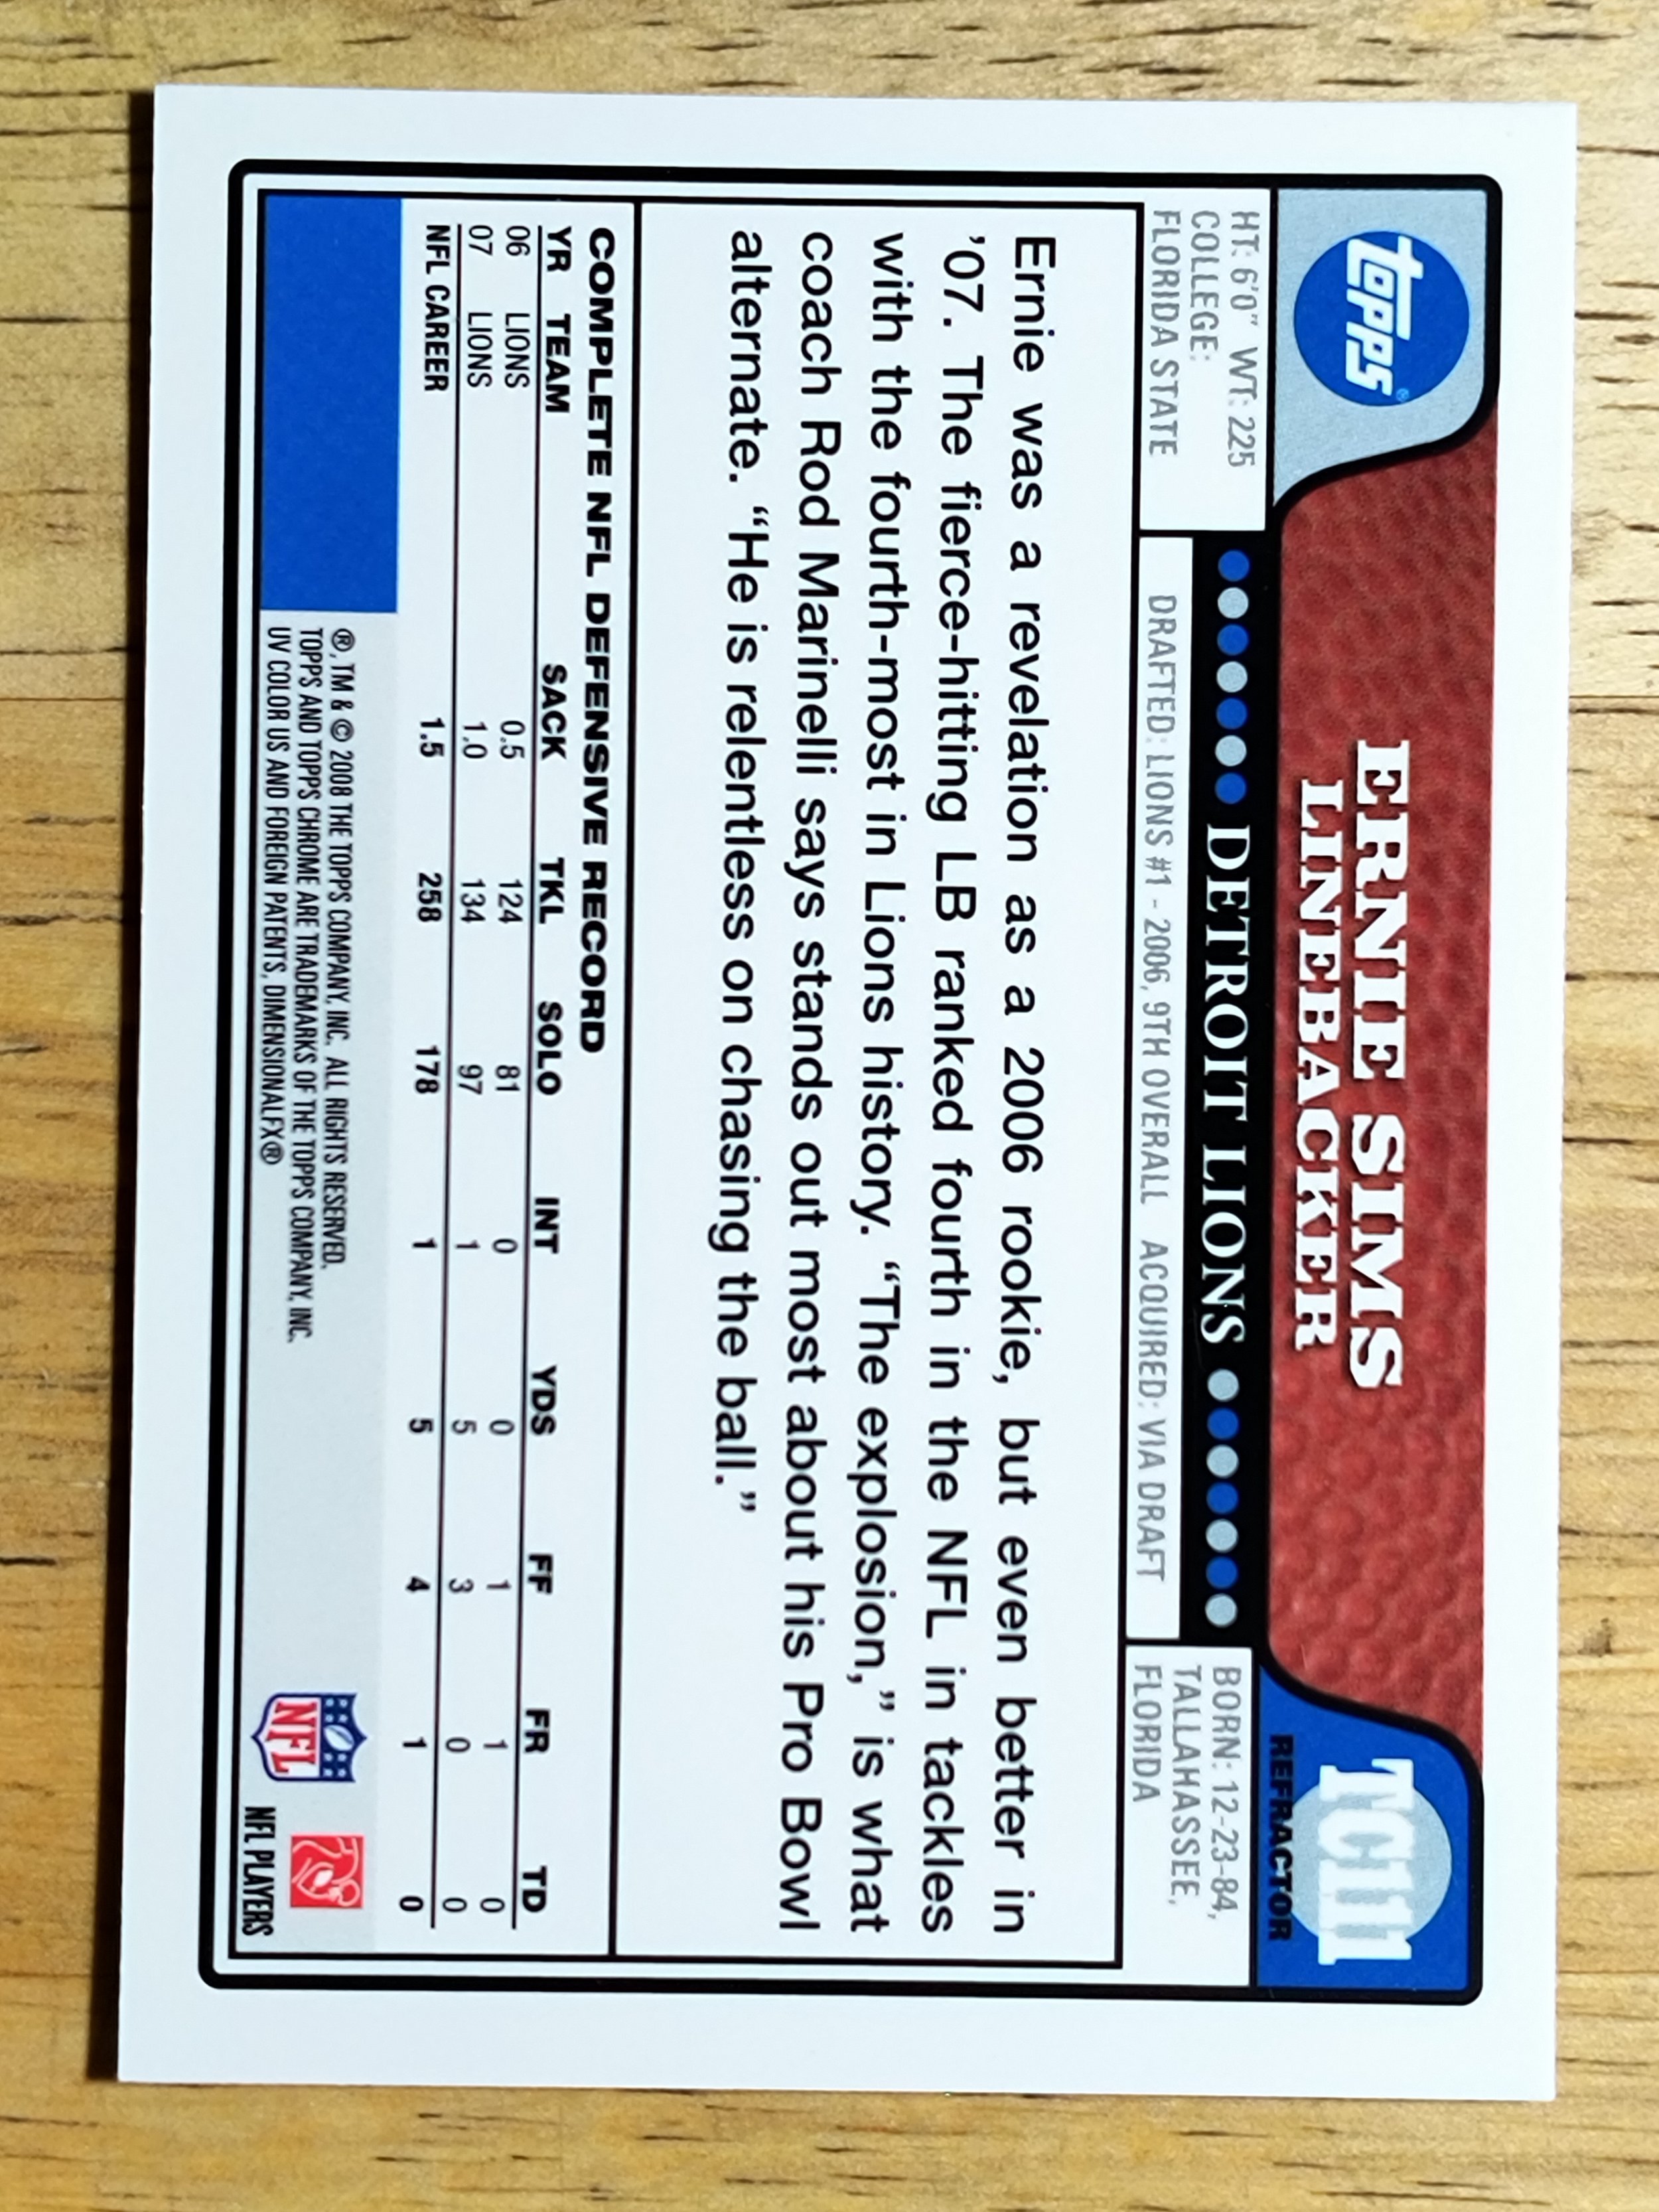 topps®
ERNIE SIMS
LINEBACKER
TC111
REFRACTOR
DETROIT LIONS
HT: 6'0" WT: 225
COLLEGE:
FLORIDA STATE
DRAFTED: LIONS #1 - 2006, 9TH OVERALL ACQUIRED: VIA DRAFT
BORN: 12-23-84,
TALLAHASSEE,
FLORIDA
Ernie was a revelation as a 2006 rookie, but even better in
’07. The fierce-hitting LB ranked fourth in the NFL in tackles
with the fourth-most in Lions history. “The explosion,” is what
coach Rod Marinelli says stands out most about his Pro Bowl
alternate. “He is relentless on chasing the ball.”
COMPLETE NFL DEFENSIVE RECORD
YR TEAM SACK TKL SOLO INT YDS FF FR TD
06 LIONS 0.5 124 81 0 0 1 1 0
07 LIONS 1.0 134 97 1 5 3 0 0
NFL CAREER 1.5 258 178 1 5 4 1 0
®, TM & © 2008 THE TOPPS COMPANY, INC. ALL RIGHTS RESERVED.
TOPPS AND TOPPS CHROME ARE TRADEMARKS OF THE TOPPS COMPANY, INC.
UV COLOR US AND FOREIGN PATENTS, DIMENSIONALFX®
NFL
NFL PLAYERS